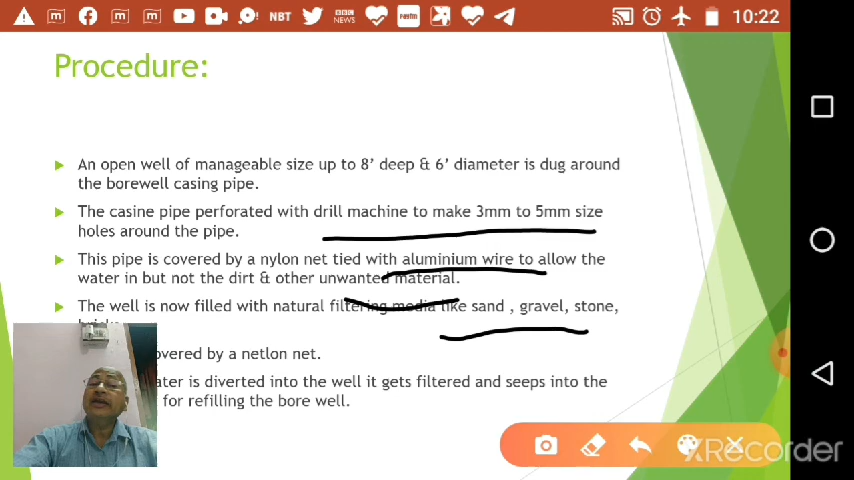 NBT
BBC
NEWS
Paytm
10:22
Procedure:
An open well of manageable size up to 8’ deep & 6’ diameter is dug around
the borewell casing pipe.
The casine pipe perforated with drill machine to make 3mm to 5mm size
holes around the pipe.
This pipe is covered by a nylon net tied with aluminium wire to allow the
water in but not the dirt & other unwanted material.
The well is now filled with natural filtering media like sand , gravel, stone,
overed by a netlon net.
ater is diverted into the well it gets filtered and seeps into the
for refilling the bore well.
XRecorder